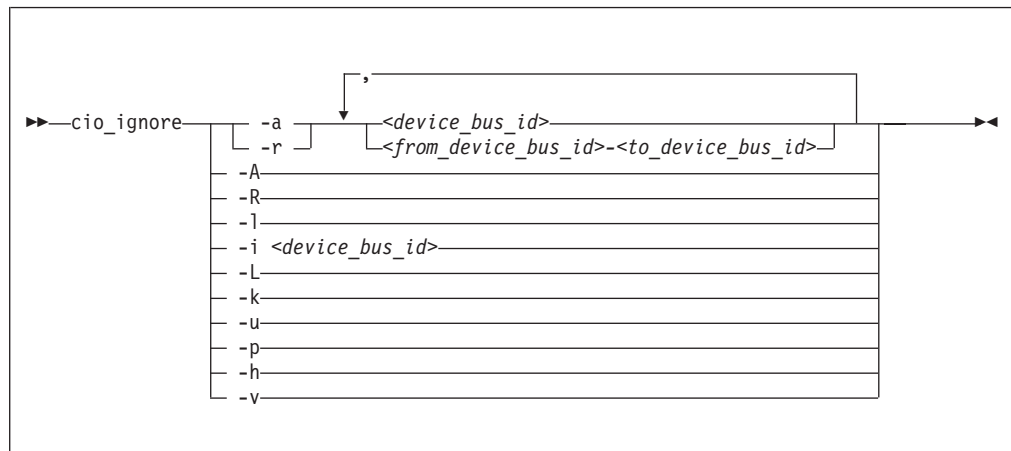 ,
cio_ignore -a <device_bus_id>
-r <from_device_bus_id>-<to_device_bus_id>
-A
-R
-l
-i <device_bus_id>
-L
-k
-u
-p
-h
-v